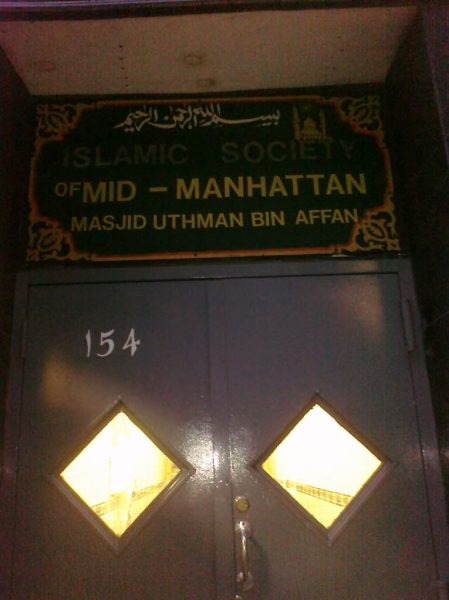 بسم الله الرحمن الرحيم
ISLAMIC SOCIETY
OF MID - MANHATTAN
MASJID UTHMAN BIN AFFAN
154